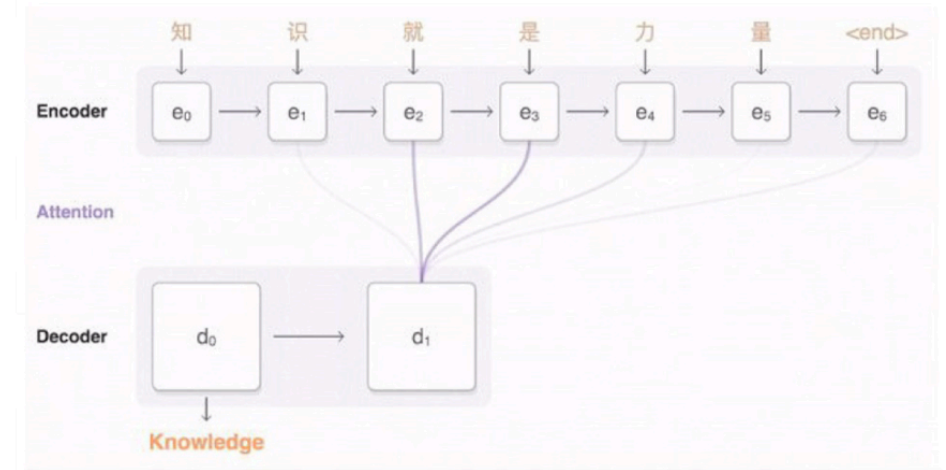 知 识 就 是 力 量 <end>
Encoder e₀ e₁ e₂ e₃ e₄ e₅ e₆
Attention
Decoder d₀ d₁
Knowledge